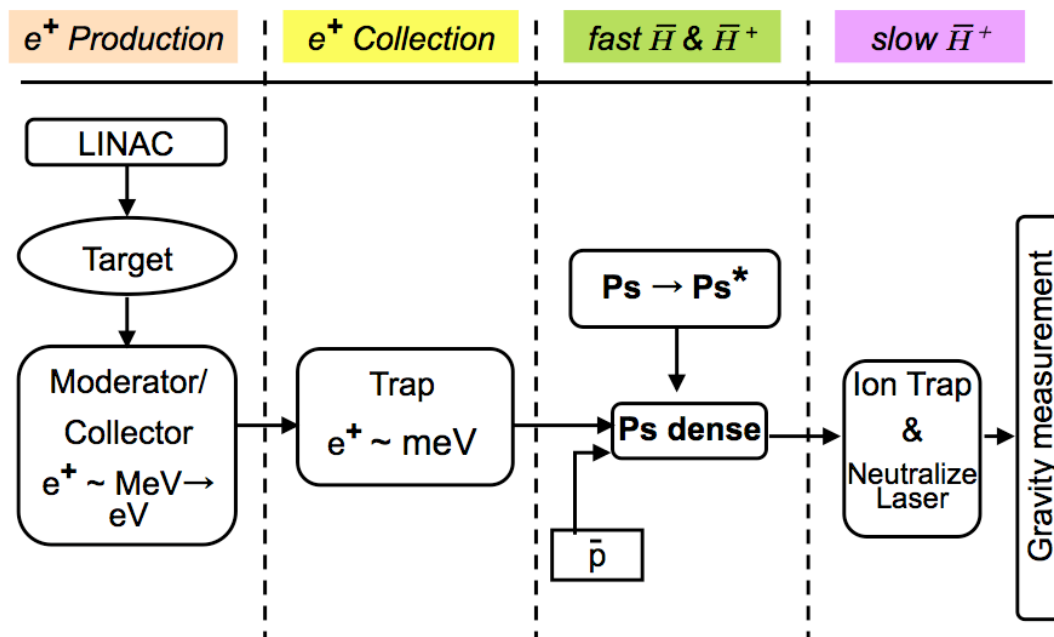 e⁺ Production
e⁺ Collection
fast H̅ & H̅⁺
slow H̅⁺
LINAC
Target
Moderator/
Collector
e⁺ ~ MeV→
eV
Trap
e⁺ ~ meV
Ps → Ps*
Ps dense
p̄
Ion Trap
&
Neutralize
Laser
Gravity measurement